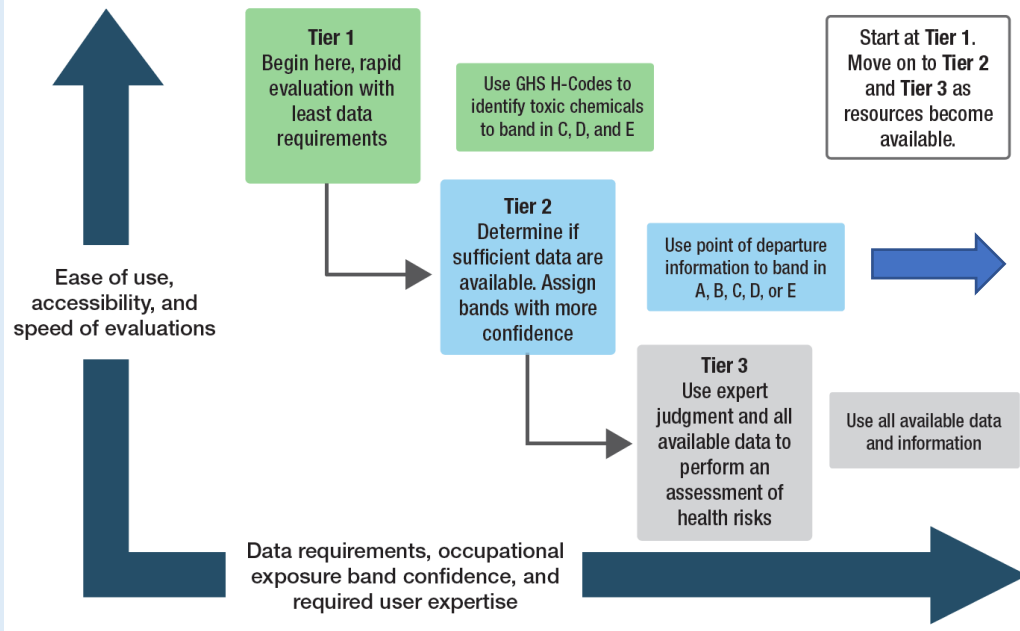 Tier 1
Begin here, rapid
evaluation with
least data
requirements
Use GHS H-Codes to
identify toxic chemicals
to band in C, D, and E
Start at Tier 1.
Move on to Tier 2
and Tier 3 as
resources become
available.
Tier 2
Determine if
sufficient data are
available. Assign
bands with more
confidence
Use point of departure
information to band in
A, B, C, D, or E
Ease of use,
accessibility, and
speed of evaluations
Tier 3
Use expert
judgment and all
available data to
perform an
assessment of
health risks
Use all available data
and information
Data requirements, occupational
exposure band confidence, and
required user expertise